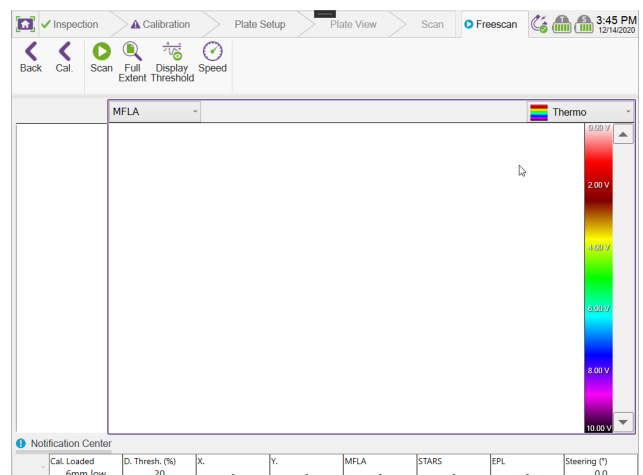 Inspection
Calibration
Plate Setup
Plate View
Scan
Freescan
T
S
3:45 PM
12/14/2020
Back
Cal.
Scan
Full
Extent
Display
Threshold
Speed
MFLA
Thermo
0.00 V
2.00 V
4.00 V
6.00 V
8.00 V
10.00 V
Notification Center
Cal. Loaded
D. Thresh. (%)
X.
Y.
MFLA
STARS
EPL
Steering (°)
6mm low
20
-
-
-
-
-
0.0